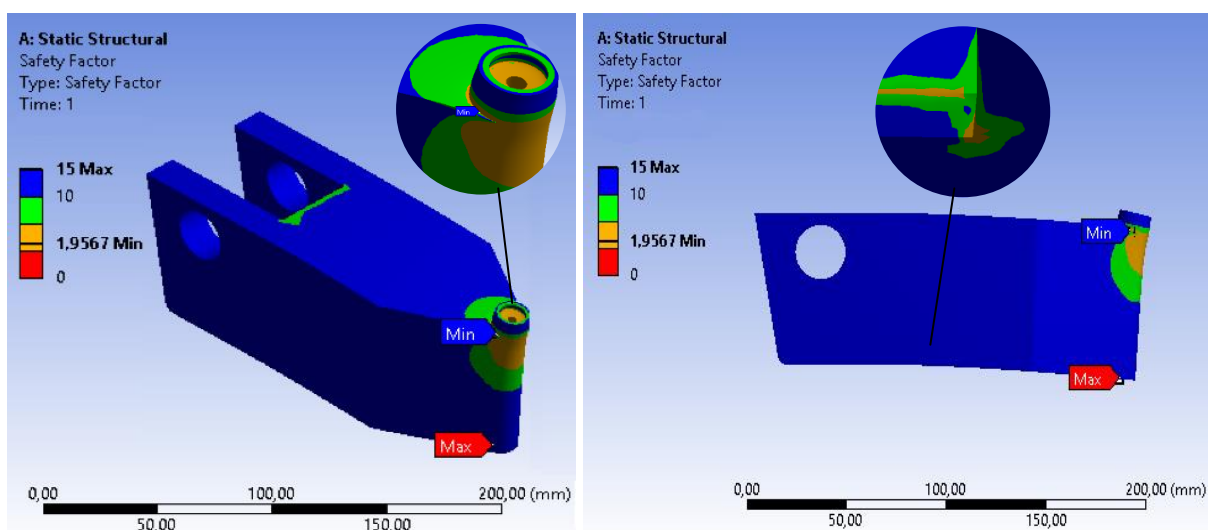 A: Static Structural
Safety Factor
Type: Safety Factor
Time: 1
15 Max
10
1,9567 Min
0
Min
Min
Max
0,00
100,00
200,00 (mm)
50,00
150,00
A: Static Structural
Safety Factor
Type: Safety Factor
Time: 1
15 Max
10
1,9567 Min
0
Min
Max
0,00
100,00
200,00 (mm)
50,00
150,00